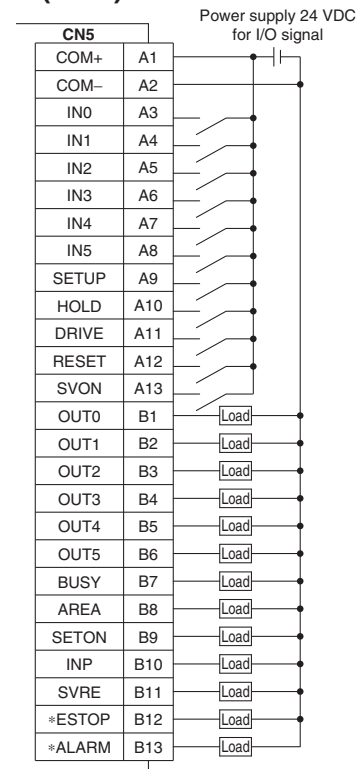 Power supply 24 VDC
for I/O signal
CN5
COM+ A1
COM– A2
IN0 A3
IN1 A4
IN2 A5
IN3 A6
IN4 A7
IN5 A8
SETUP A9
HOLD A10
DRIVE A11
RESET A12
SVON A13
OUT0 B1 Load
OUT1 B2 Load
OUT2 B3 Load
OUT3 B4 Load
OUT4 B5 Load
OUT5 B6 Load
BUSY B7 Load
AREA B8 Load
SETON B9 Load
INP B10 Load
SVRE B11 Load
∗ESTOP B12 Load
∗ALARM B13 Load